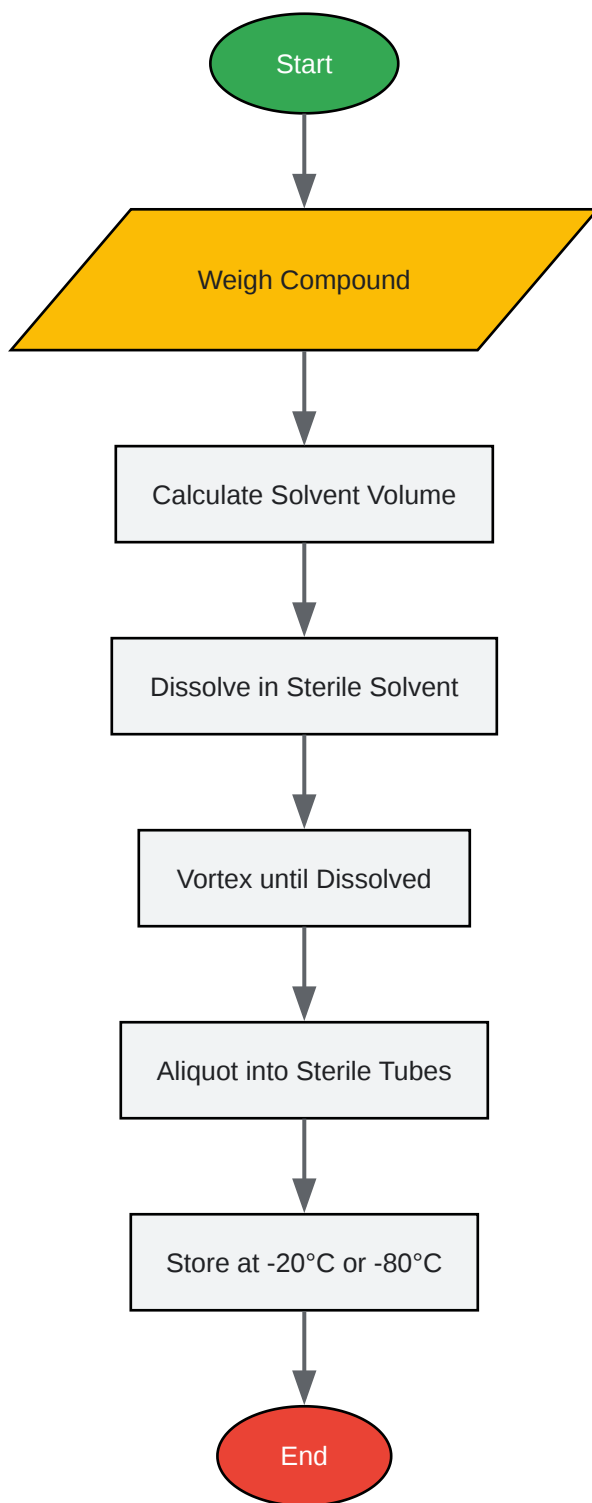 Start
Weigh Compound
Calculate Solvent Volume
Dissolve in Sterile Solvent
Vortex until Dissolved
Aliquot into Sterile Tubes
Store at -20°C or -80°C
End